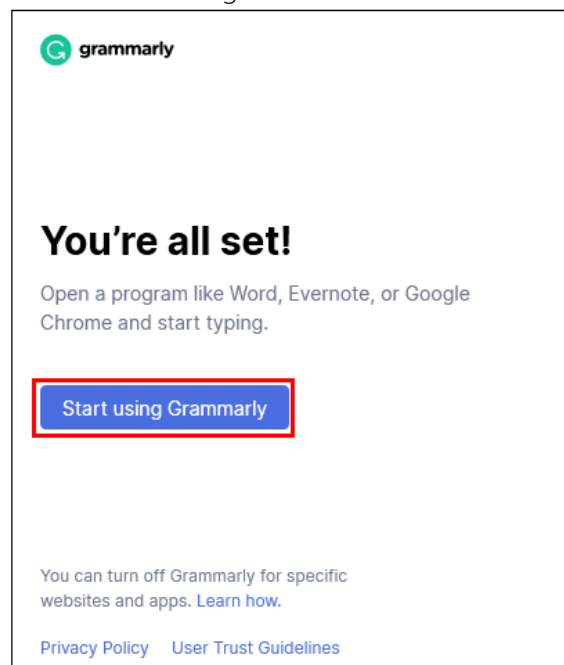 grammarly
You're all set!
Open a program like Word, Evernote, or Google
Chrome and start typing.
Start using Grammarly
You can turn off Grammarly for specific
websites and apps. Learn how.
Privacy Policy User Trust Guidelines